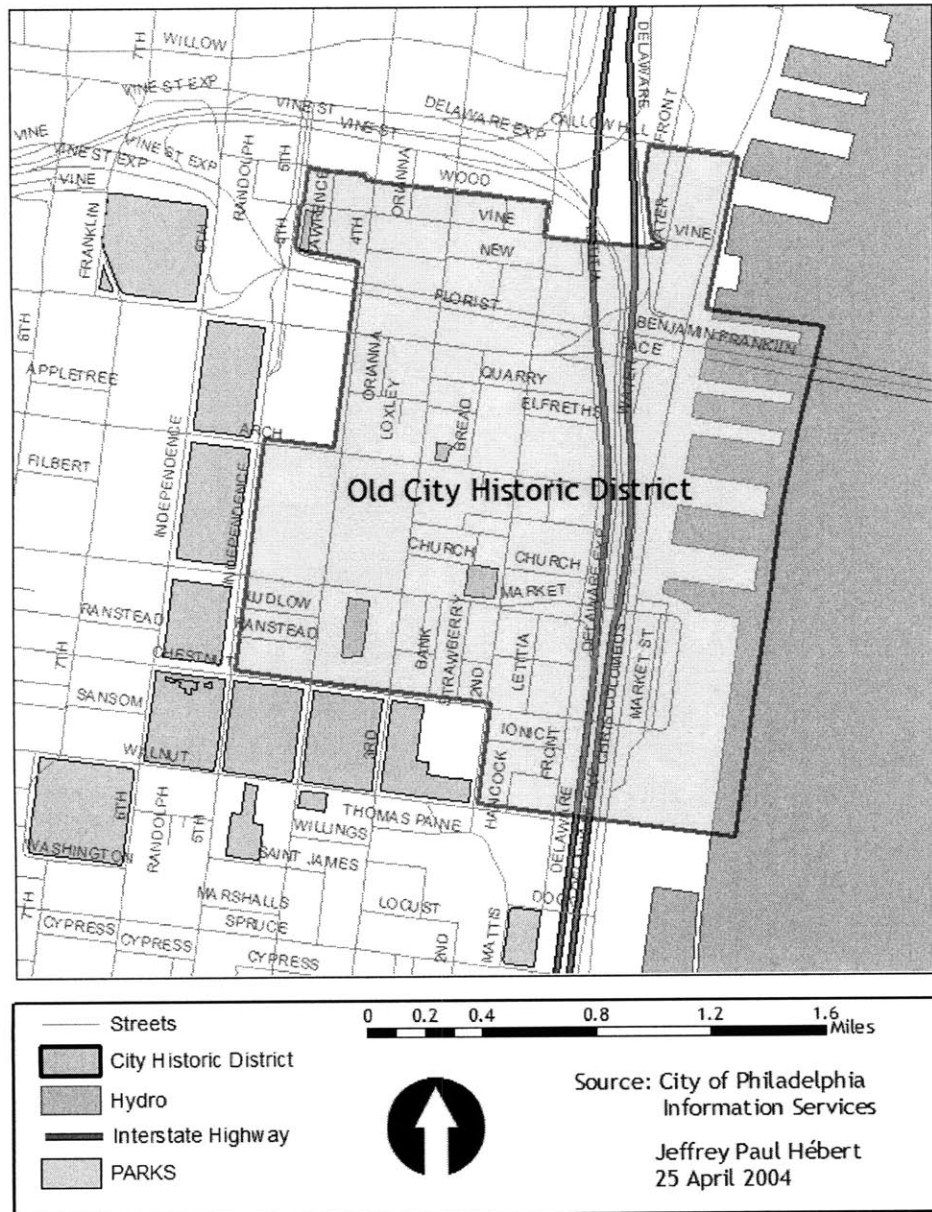 WILLOW
7TH
VINE ST EXP
VINE ST
VINE ST
DELAWARE EXP
CALLOWHILL
DELAWARE
FRONT
VINE
VINE ST EXP
VINE ST EXP
VINE
RANDOLPH
5TH
ORIANNA
WOOD
LAWRENCE
4TH
VINE
VINE
NEW
FRANKLIN
FLORIST
BENJAMIN FRANKLIN
APPLETREE
ORIANNA
LOXLEY
QUARRY
ELFRETHS
BREAD
ARCH
FILBERT
INDEPENDENCE
INDEPENDENCE
Old City Historic District
CHURCH
CHURCH
MARKET
DELAWARE EXP
LUDLOW
RANSTEAD
RANSTEAD
CHESTNUT
BANK
STRAWBERRY
2ND
LETITIA
CHRIS COLUMBUS
MARKET ST
7TH
SANSOM
WALNUT
3RD
IONIC
HANCOCK
FRONT
6TH
RANDOLPH
5TH
WILLINGS
THOMAS PAINE
DELAWARE
WASHINGTON
SAINT JAMES
MARSHALLS
LOCUST
SPRUCE
7TH
CYPRESS
CYPRESS
CYPRESS
2ND
MATTIS
Streets
City Historic District
Hydro
Interstate Highway
PARKS
0 0.2 0.4 0.8 1.2 1.6
Miles
Source: City of Philadelphia
Information Services
Jeffrey Paul Hébert
25 April 2004